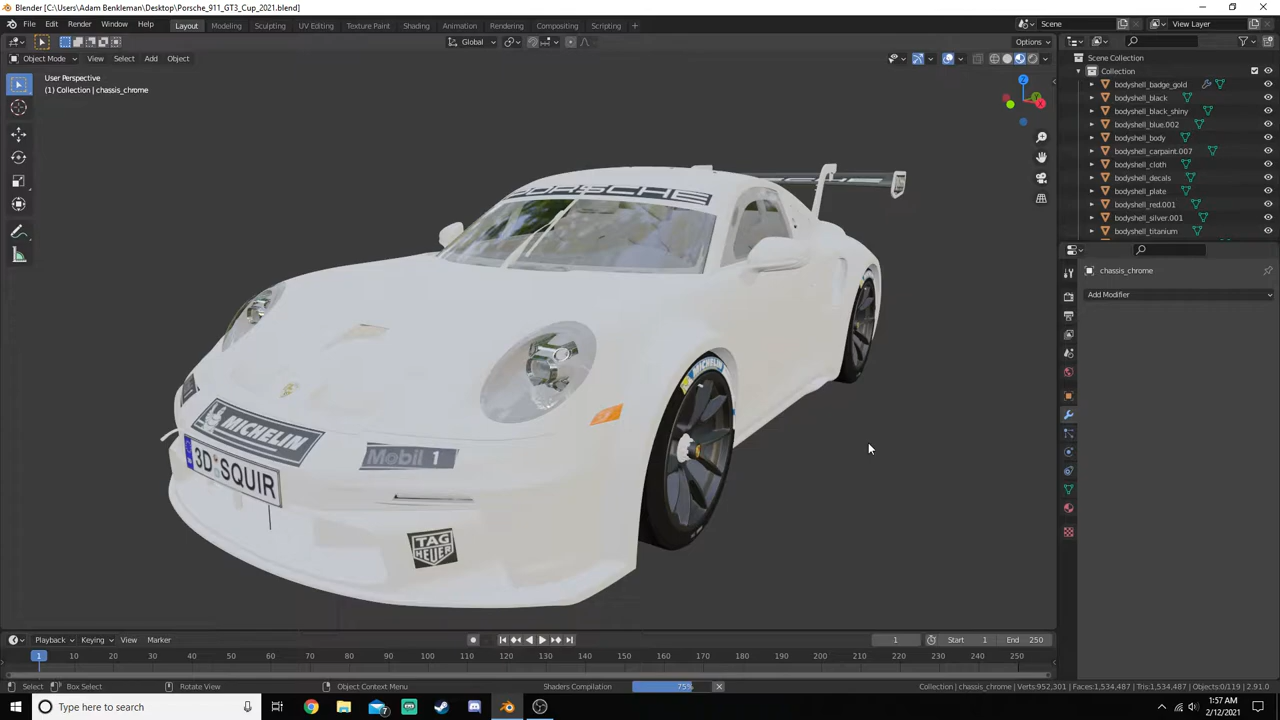 Blender [C:\Users\Adam Benkleman\Desktop\Porsche_911_GT3_Cup_2021.blend]
File Edit Render Window Help Layout Modeling Sculpting UV Editing Texture Paint Shading Animation Rendering Compositing Scripting + Scene View Layer
Global Options
Object Mode View Select Add Object
User Perspective
(1) Collection | chassis_chrome
Z
X
Scene Collection
Collection
bodyshell_badge_gold
bodyshell_black
bodyshell_black_shiny
bodyshell_blue.002
bodyshell_body
bodyshell_carpaint.007
bodyshell_cloth
bodyshell_decals
bodyshell_plate
bodyshell_red.001
bodyshell_silver.001
bodyshell_titanium
chassis_chrome
Add Modifier
PORSCHE
MICHELIN
MICHELIN
3D SQUIR
Mobil 1
TAG
HEUER
Playback Keying View Marker 1 Start 1 End 250
1 10 20 30 40 50 60 70 80 90 100 110 120 130 140 150 160 170 180 190 200 210 220 230 240 250
Select Box Select Rotate View Object Context Menu Shaders Compilation 75% Collection | chassis_chrome | Verts:952,301 | Faces:1,534,487 | Tris:1,534,487 | Objects:0/119 | 2.91.0
Type here to search 7 1:57 AM
2/12/2021